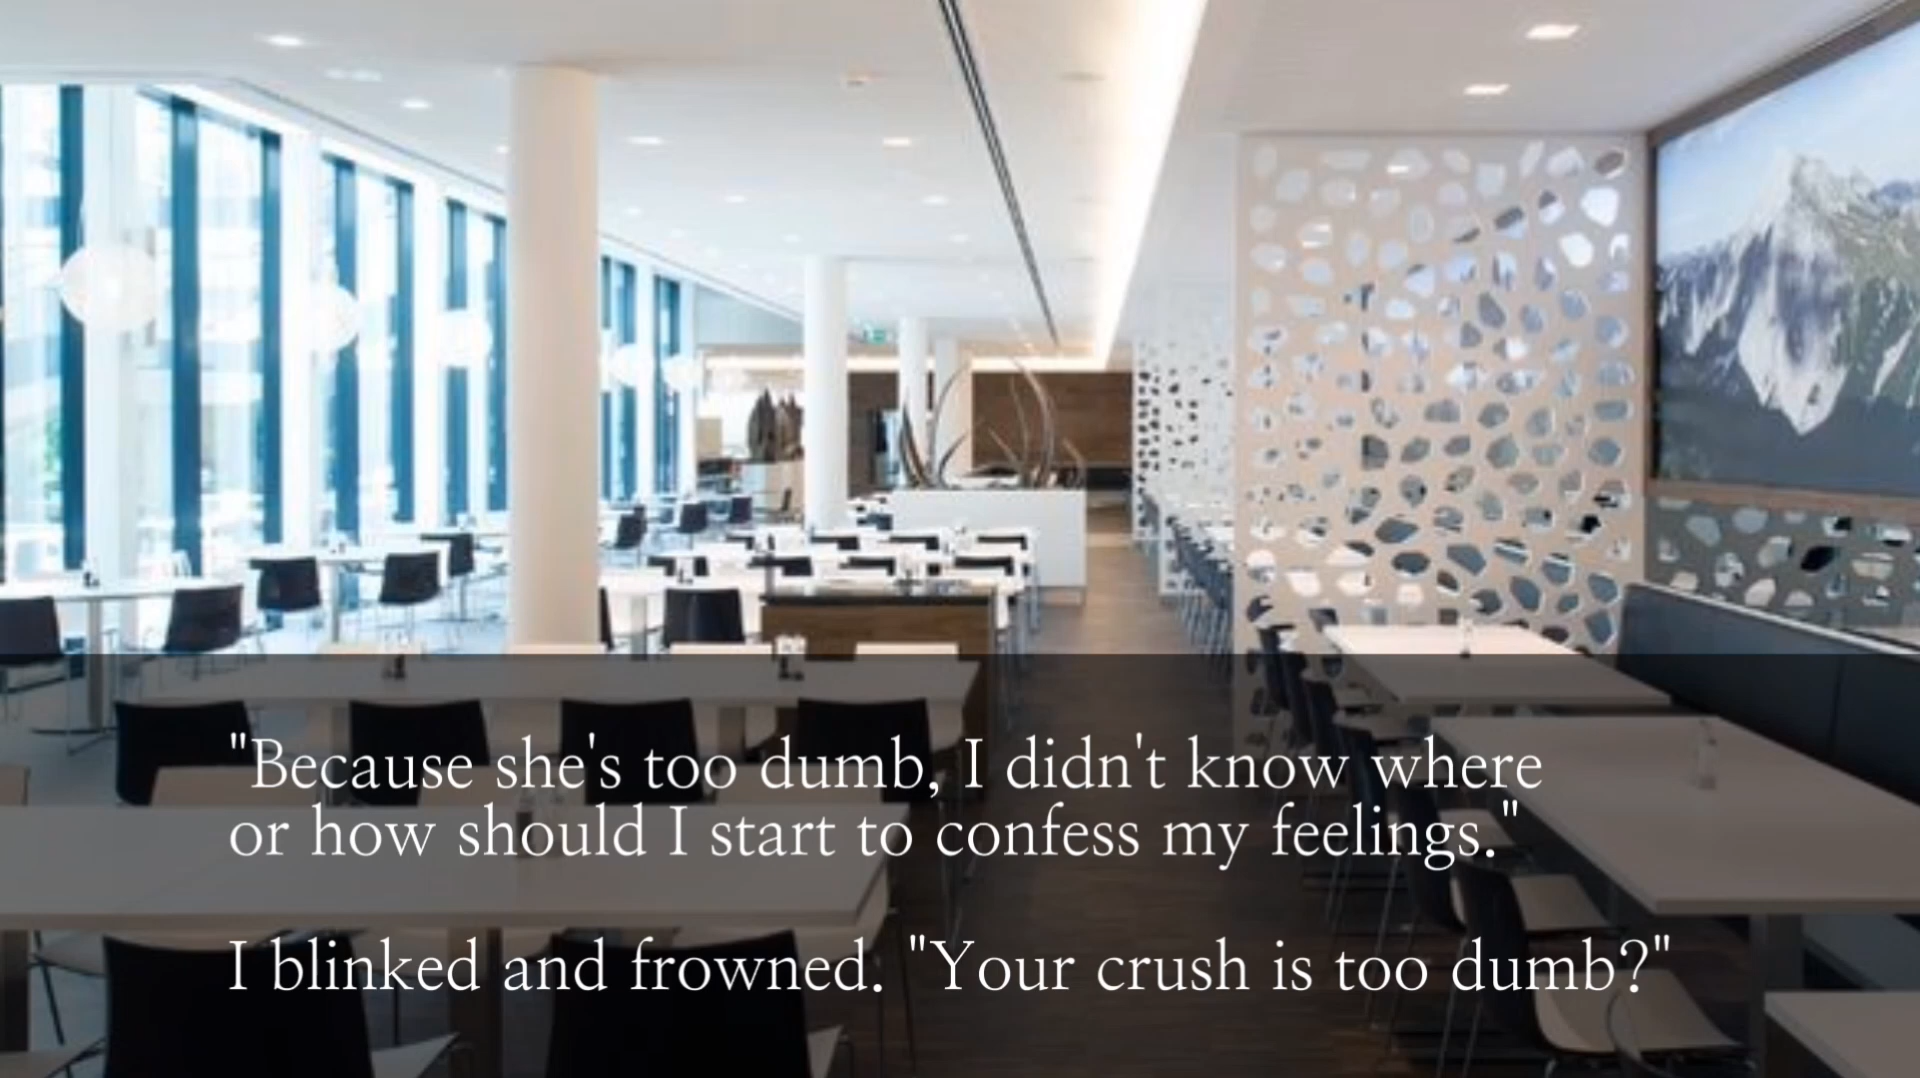 "Because she's too dumb, I didn't know where
or how should I start to confess my feelings."
I blinked and frowned. "Your crush is too dumb?"